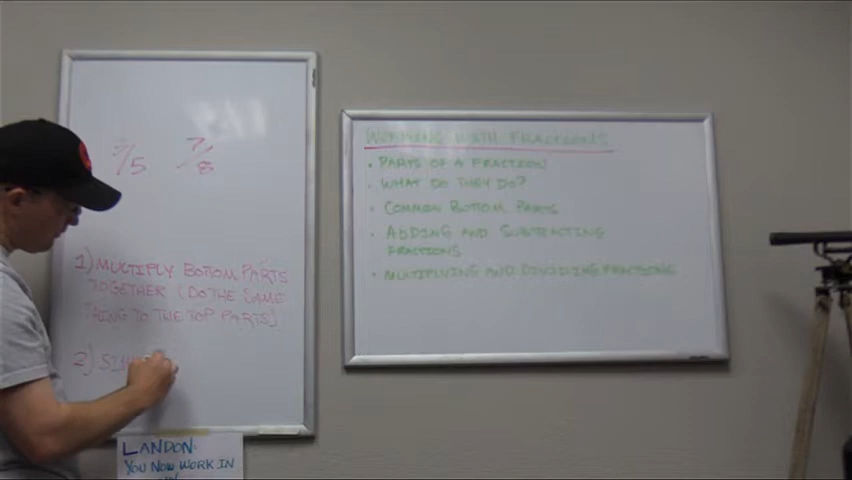 2/5 7/8
1) MULTIPLY BOTTOM PARTS
TOGETHER (DO THE SAME
THING TO THE TOP PARTS)
2)
LANDON:
YOU NOW WORK IN
WORKING WITH FRACTIONS
• PARTS OF A FRACTION
• WHAT DO THEY DO?
• COMMON BOTTOM PARTS
• ADDING AND SUBTRACTING
FRACTIONS
• MULTIPLYING AND DIVIDING FRACTIONS